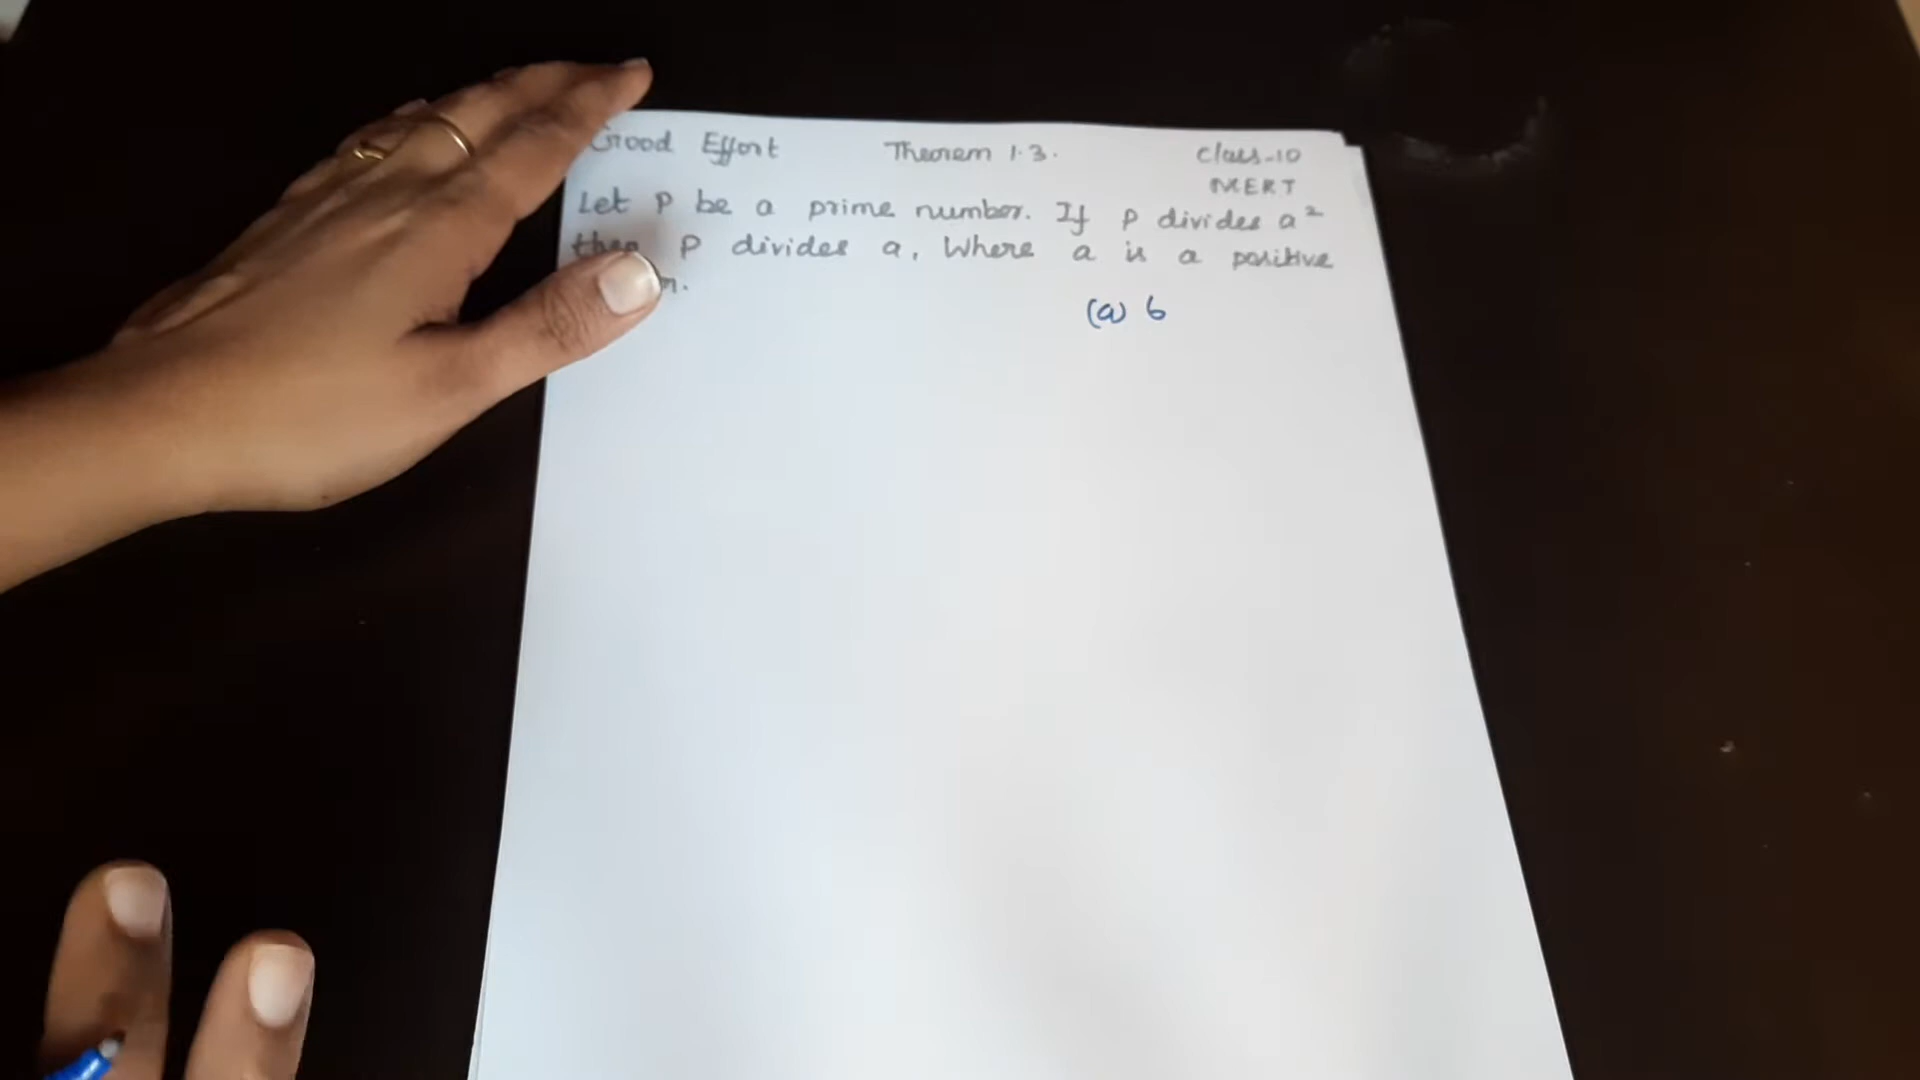 Good Effort Theorem 1.3. Class-10
NCERT
Let P be a prime number. If P divides a²
then P divides a, Where a is a positive
(a) 6